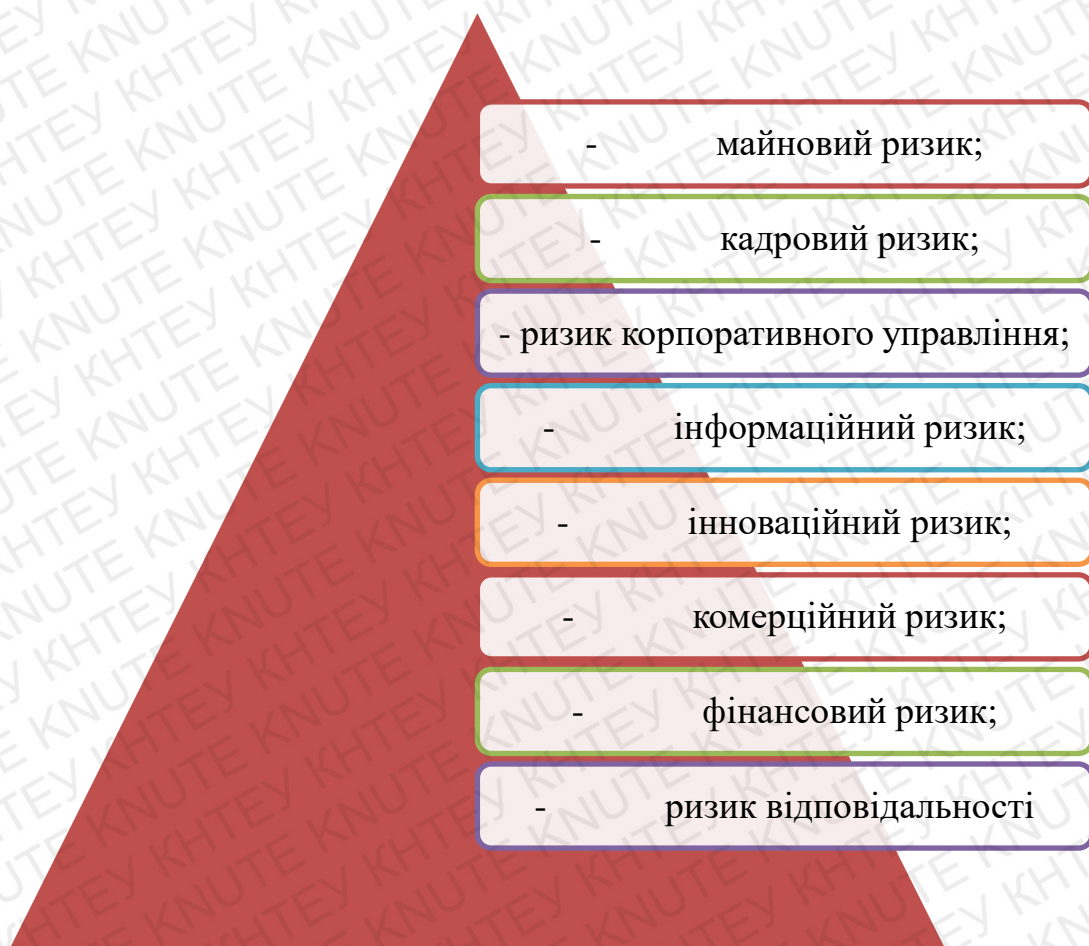 - майновий ризик;
- кадровий ризик;
- ризик корпоративного управління;
- інформаційний ризик;
- інноваційний ризик;
- комерційний ризик;
- фінансовий ризик;
- ризик відповідальності